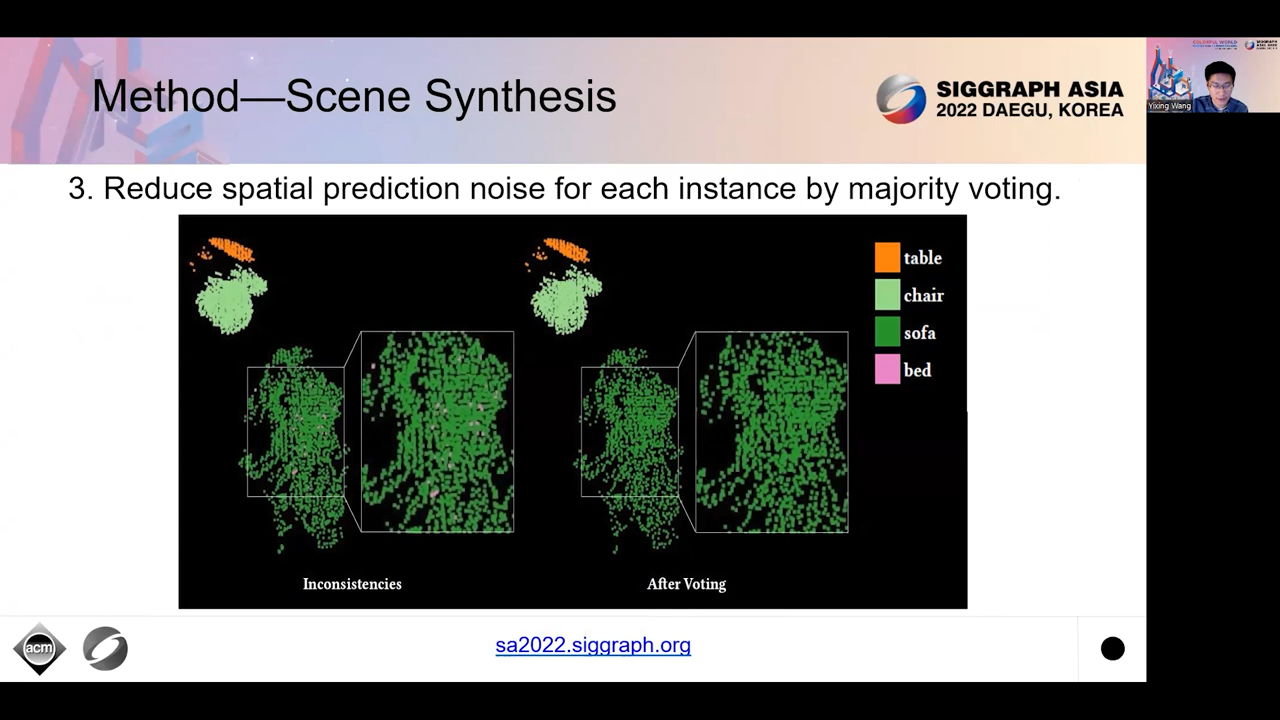 Method—Scene Synthesis
SIGGRAPH ASIA
2022 DAEGU, KOREA
Yixing Wang
3. Reduce spatial prediction noise for each instance by majority voting.
table
chair
sofa
bed
Inconsistencies
After Voting
acm
sa2022.siggraph.org